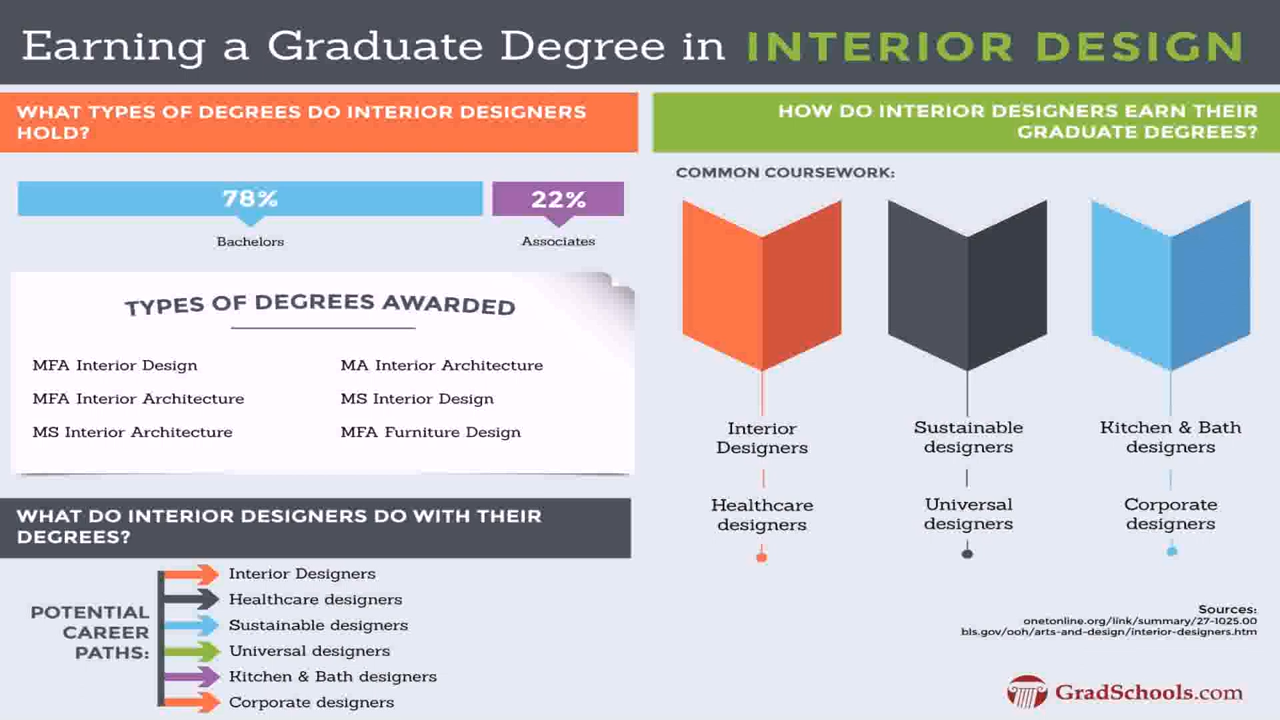 Earning a Graduate Degree in INTERIOR DESIGN
WHAT TYPES OF DEGREES DO INTERIOR DESIGNERS
HOLD?
78%
22%
Bachelors
Associates
TYPES OF DEGREES AWARDED
MFA Interior Design
MA Interior Architecture
MFA Interior Architecture
MS Interior Design
MS Interior Architecture
MFA Furniture Design
WHAT DO INTERIOR DESIGNERS DO WITH THEIR
DEGREES?
POTENTIAL
CAREER
PATHS:
Interior Designers
Healthcare designers
Sustainable designers
Universal designers
Kitchen & Bath designers
Corporate designers
HOW DO INTERIOR DESIGNERS EARN THEIR
GRADUATE DEGREES?
COMMON COURSEWORK:
Interior
Designers
Healthcare
designers
Sustainable
designers
Universal
designers
Kitchen & Bath
designers
Corporate
designers
Sources:
onetonline.org/link/summary/27-1025.00
bls.gov/ooh/arts-and-design/interior-designers.htm
GradSchools.com